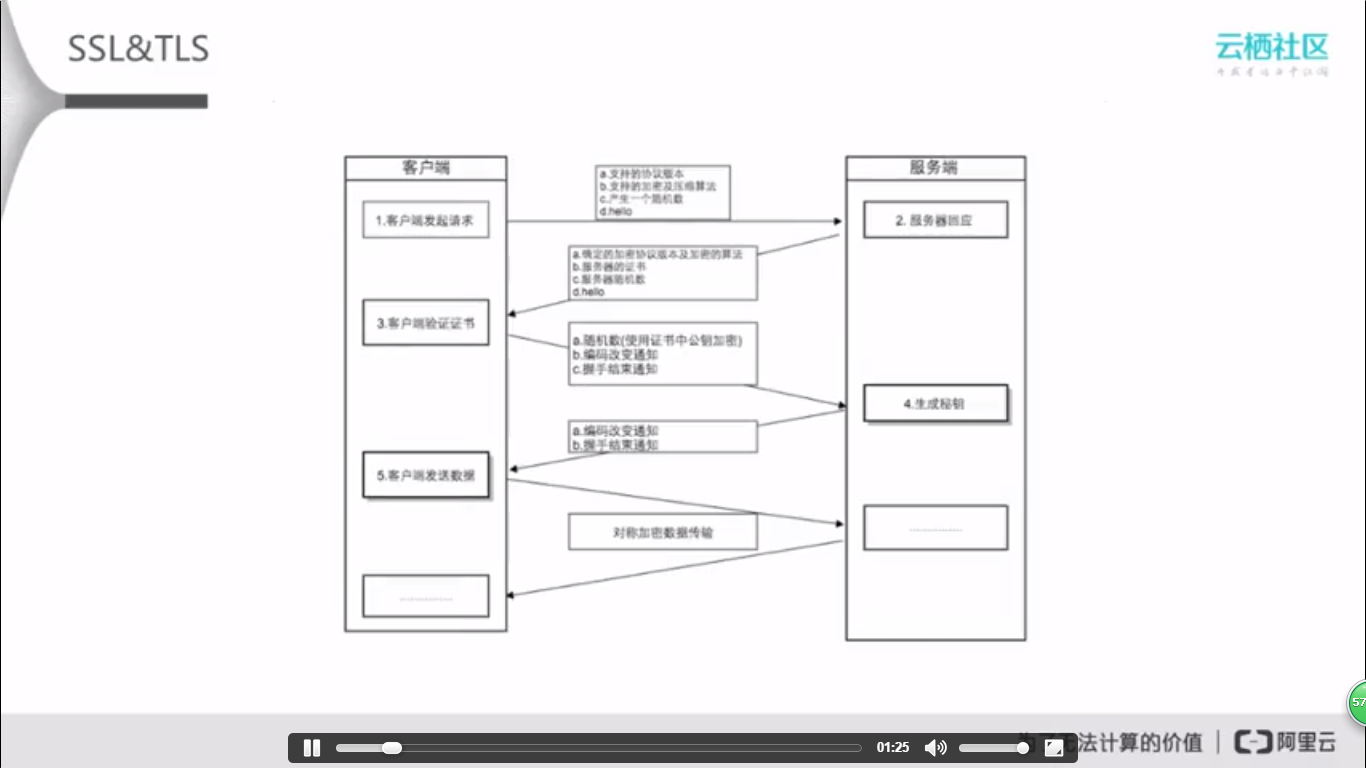 SSL&TLS
云栖社区
客户端
服务端
a.支持的协议版本
b.支持的加密及压缩算法
c.产生一个随机数
d.hello
1.客户端发起请求
2. 服务器回应
a.确定的加密协议版本及加密的算法
b.服务器的证书
c.服务器随机数
d.hello
3.客户端验证证书
a.随机数(使用证书中公钥加密)
b.编码改变通知
c.握手结束通知
4.生成秘钥
a.编码改变通知
b.握手结束通知
5.客户端发送数据
对称加密数据传输
57
01:25
无法计算的价值
阿里云